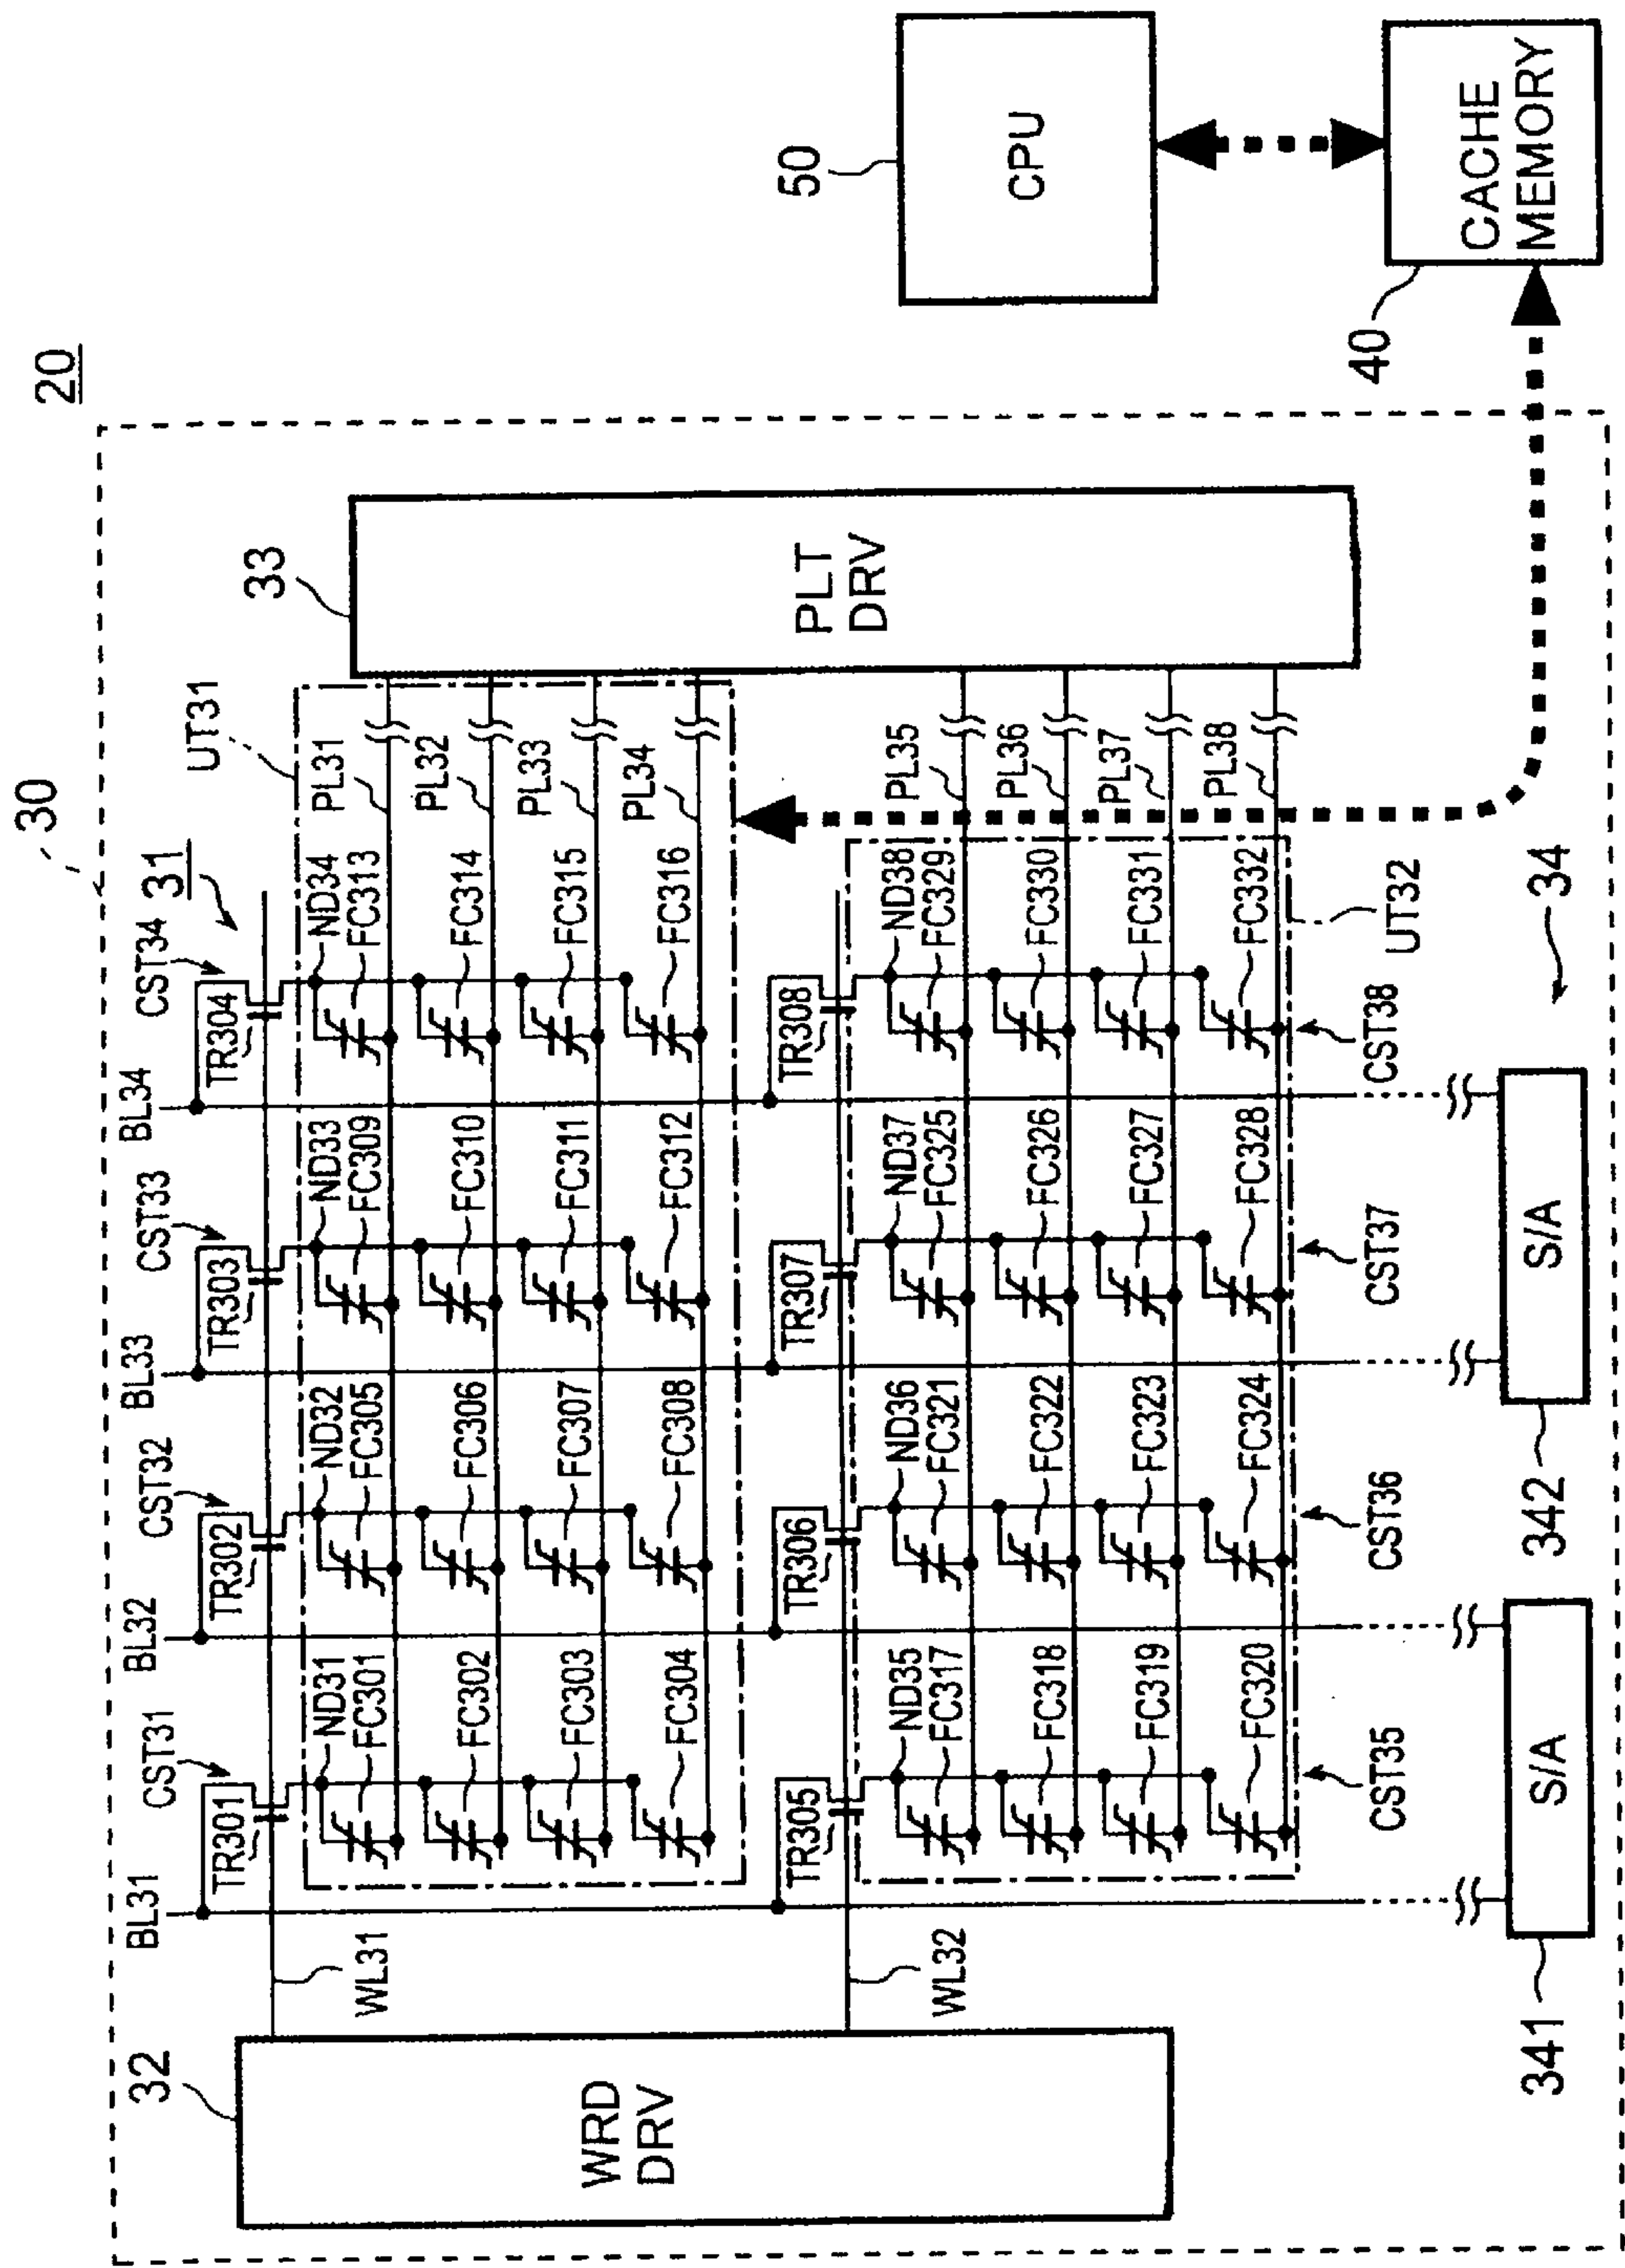 20
30
31
33
32
50
CPU
40
CACHE
MEMORY
PLT
DRV
WRD
DRV
UT31
BL31
BL32
BL33
BL34
CST31
CST32
CST33
CST34
TR301
TR302
TR303
TR304
WL31
ND31
ND32
ND33
ND34
FC301
FC305
FC309
FC313
PL31
FC302
FC306
FC310
FC314
PL32
FC303
FC307
FC311
FC315
PL33
FC304
FC308
FC312
FC316
PL34
TR305
TR306
TR307
TR308
WL32
ND35
ND36
ND37
ND38
FC317
FC321
FC325
FC329
PL35
FC318
FC322
FC326
FC330
PL36
FC319
FC323
FC327
FC331
PL37
FC320
FC324
FC328
FC332
PL38
CST35
CST36
CST37
CST38
UT32
34
S/A
S/A
341
342